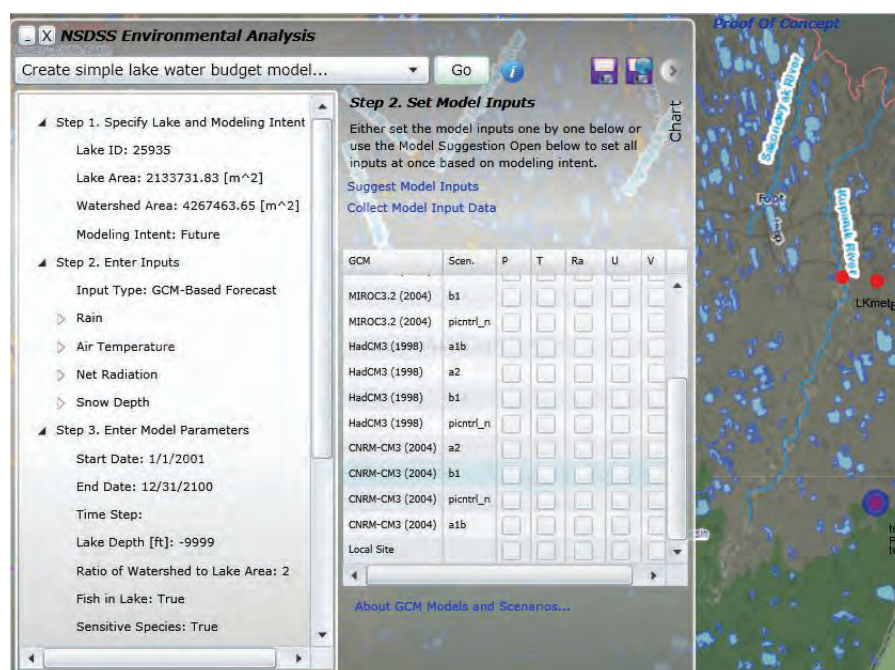 NSDSS Environmental Analysis
Create simple lake water budget model...
Go
Step 1. Specify Lake and Modeling Intent
Lake ID: 25935
Lake Area: 2133731.83 [m^2]
Watershed Area: 4267463.65 [m^2]
Modeling Intent: Future
Step 2. Enter Inputs
Input Type: GCM-Based Forecast
Rain
Air Temperature
Net Radiation
Snow Depth
Step 3. Enter Model Parameters
Start Date: 1/1/2001
End Date: 12/31/2100
Time Step:
Lake Depth [ft]: -9999
Ratio of Watershed to Lake Area: 2
Fish in Lake: True
Sensitive Species: True
Step 2. Set Model Inputs
Either set the model inputs one by one below or
use the Model Suggestion Open below to set all
inputs at once based on modeling intent.
Suggest Model Inputs
Collect Model Input Data
Chart
GCM Scen. P T Ra U V
MIROC3.2 (2004) b1
MIROC3.2 (2004) picntrl_n
HadCM3 (1998) a1b
HadCM3 (1998) a2
HadCM3 (1998) b1
HadCM3 (1998) picntrl_n
CNRM-CM3 (2004) a2
CNRM-CM3 (2004) b1
CNRM-CM3 (2004) picntrl_n
CNRM-CM3 (2004) a1b
Local Site
About GCM Models and Scenarios...
Proof Of Concept
Sakonowyak River
Kuparuk River